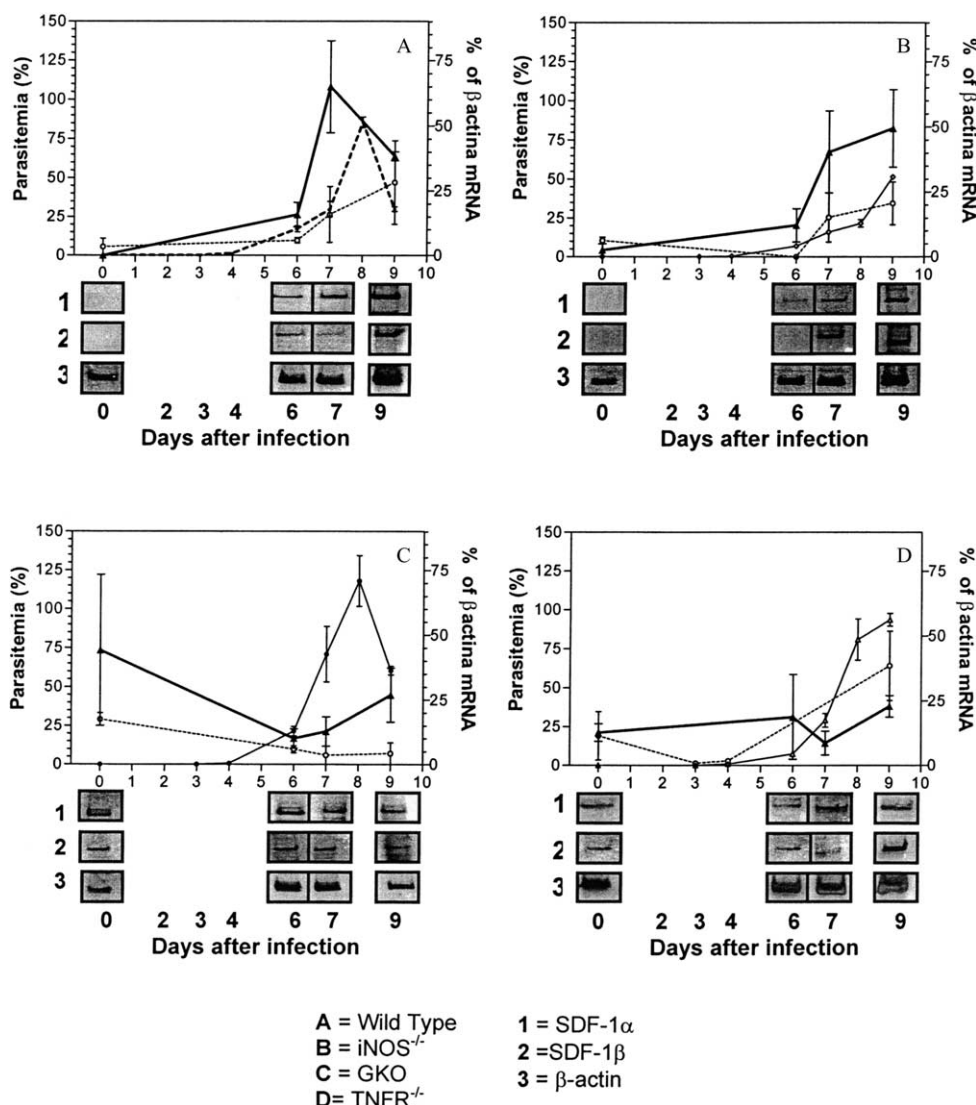 A
150
125
100
75
50
25
0
Parasitemia (%)
75
50
25
0
% of βactina mRNA
0 1 2 3 4 5 6 7 8 9 10
1
2
3
0 2 3 4 6 7 9
Days after infection
B
150
125
100
75
50
25
0
Parasitemia (%)
75
50
25
0
% of βactina mRNA
0 1 2 3 4 5 6 7 8 9 10
1
2
3
0 2 3 4 6 7 9
Days after infection
C
150
125
100
75
50
25
0
Parasitemia (%)
75
50
25
0
% of βactina mRNA
0 1 2 3 4 5 6 7 8 9 10
1
2
3
0 2 3 4 6 7 9
Days after infection
D
150
125
100
75
50
25
0
Parasitemia (%)
75
50
25
0
% of βactina mRNA
0 1 2 3 4 5 6 7 8 9 10
1
2
3
0 2 3 4 6 7 9
Days after infection
A = Wild Type
B = iNOS-/-
C = GKO
D= TNFR-/-
1 = SDF-1α
2 =SDF-1β
3 = β-actin